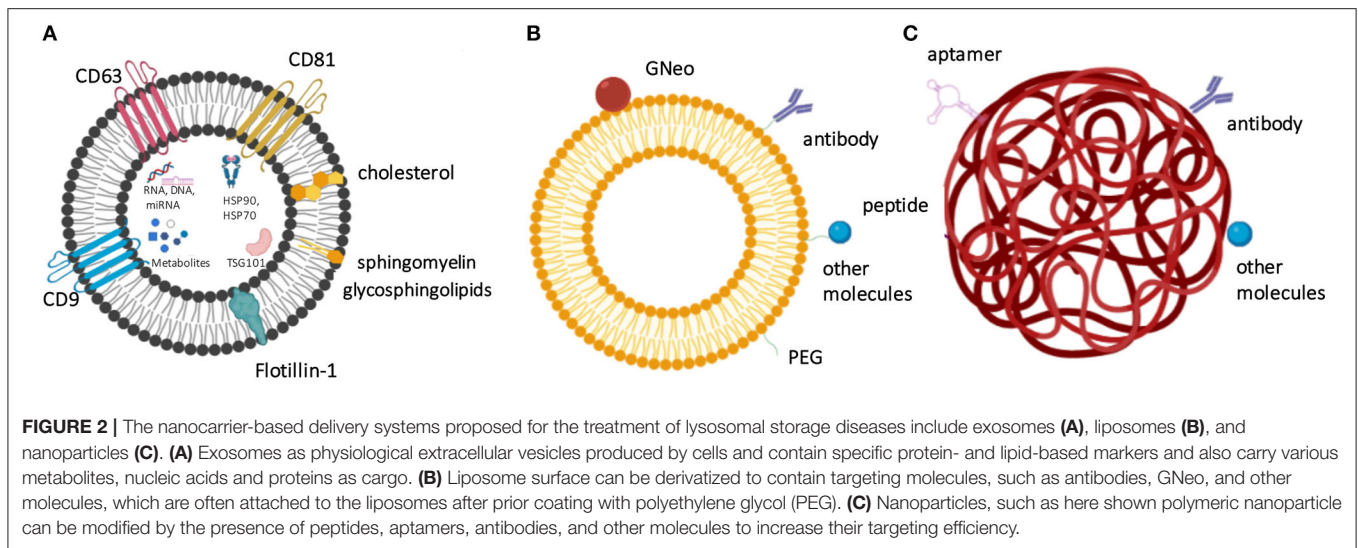 A
CD63
CD81
RNA, DNA,
miRNA
HSP90,
HSP70
Metabolites
TSG101
CD9
cholesterol
sphingomyelin
glycosphingolipids
Flotillin-1
B
GNeo
antibody
other
molecules
PEG
C
aptamer
antibody
peptide
other
molecules
FIGURE 2 | The nanocarrier-based delivery systems proposed for the treatment of lysosomal storage diseases include exosomes (A), liposomes (B), and
nanoparticles (C). (A) Exosomes as physiological extracellular vesicles produced by cells and contain specific protein- and lipid-based markers and also carry various
metabolites, nucleic acids and proteins as cargo. (B) Liposome surface can be derivatized to contain targeting molecules, such as antibodies, GNeo, and other
molecules, which are often attached to the liposomes after prior coating with polyethylene glycol (PEG). (C) Nanoparticles, such as here shown polymeric nanoparticle
can be modified by the presence of peptides, aptamers, antibodies, and other molecules to increase their targeting efficiency.